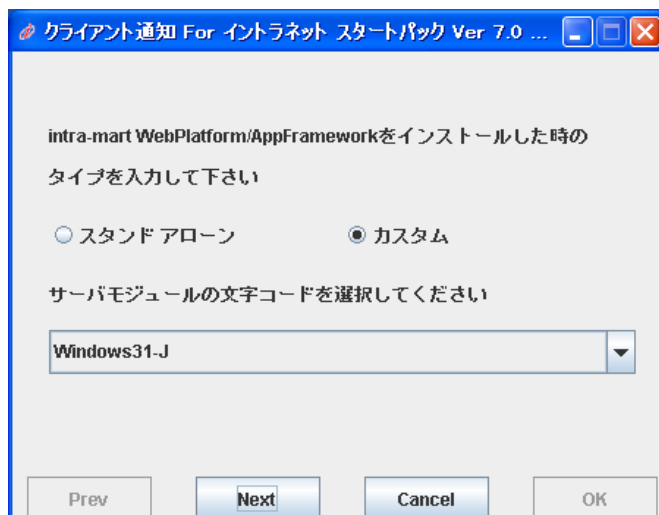 クライアント通知 For イントラネット スタートパック Ver 7.0 ...
intra-mart WebPlatform/AppFrameworkをインストールした時の
タイプを入力して下さい
スタンドアローン カスタム
サーバモジュールの文字コードを選択してください
Windows31-J
Prev Next Cancel OK